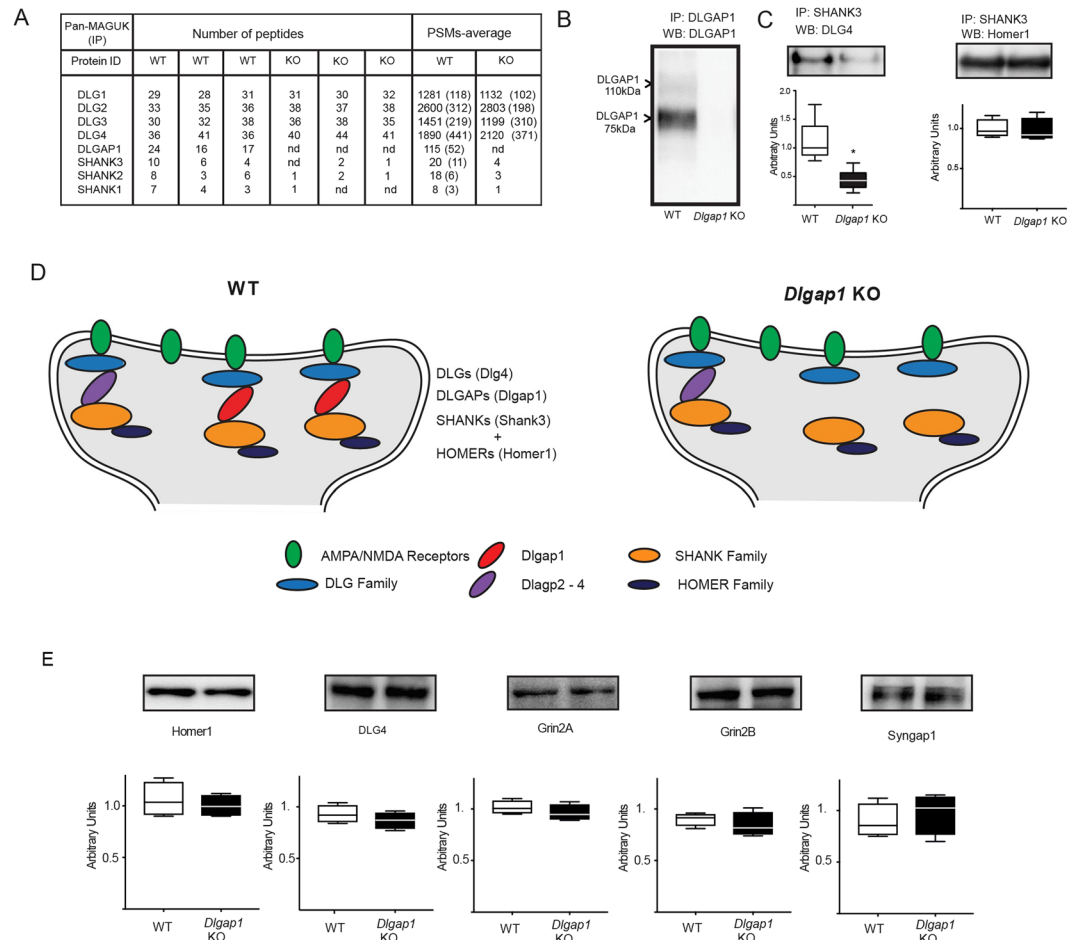 A
Pan-MAGUK (IP) Number of peptides PSMs-average
Protein ID WT WT WT KO KO KO WT KO
DLG1 29 28 31 31 30 32 1281 (118) 1132 (102)
DLG2 33 35 36 38 37 38 2600 (312) 2803 (198)
DLG3 30 32 38 36 38 35 1451 (219) 1199 (310)
DLG4 36 41 36 40 44 41 1890 (441) 2120 (371)
DLGAP1 24 16 17 nd nd nd 115 (52) nd
SHANK3 10 6 4 nd 2 1 20 (11) 4
SHANK2 8 3 6 1 2 1 18 (6) 3
SHANK1 7 4 3 1 nd nd 8 (3) 1
B
IP: DLGAP1
WB: DLGAP1
DLGAP1
110kDa
DLGAP1
75kDa
WT Dlgap1 KO
C
IP: SHANK3
WB: DLG4
Arbitrary Units
2.0
1.5
1.0
0.5
*
WT Dlgap1 KO
IP: SHANK3
WB: Homer1
Arbitrary Units
1.0
0.5
WT Dlgap1 KO
D
WT
Dlgap1 KO
DLGs (Dlg4)
DLGAPs (Dlgap1)
SHANKs (Shank3)
+
HOMERs (Homer1)
AMPA/NMDA Receptors Dlgap1 SHANK Family
DLG Family Dlagp2 - 4 HOMER Family
E
Homer1
DLG4
Grin2A
Grin2B
Syngap1
Arbitrary Units
1.0
0.5
WT Dlgap1 KO
Arbitrary Units
1.
0.5
WT Dlgap1 KO
Arbitrary Units
1.
0.5
WT Dlgap1 KO
Arbitrary Units
1.
0.5
WT Dlgap1 KO
Arbitrary Units
1.
0.5
WT Dlgap1 KO